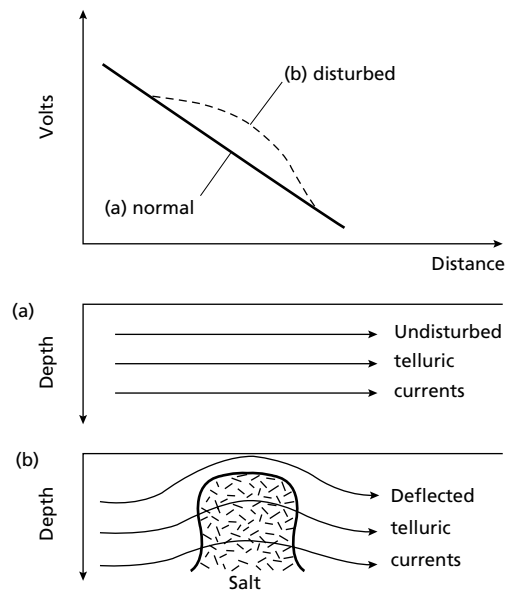 Volts
(b) disturbed
(a) normal
Distance
(a)
Depth
Undisturbed
telluric
currents
(b)
Depth
Deflected
telluric
currents
Salt